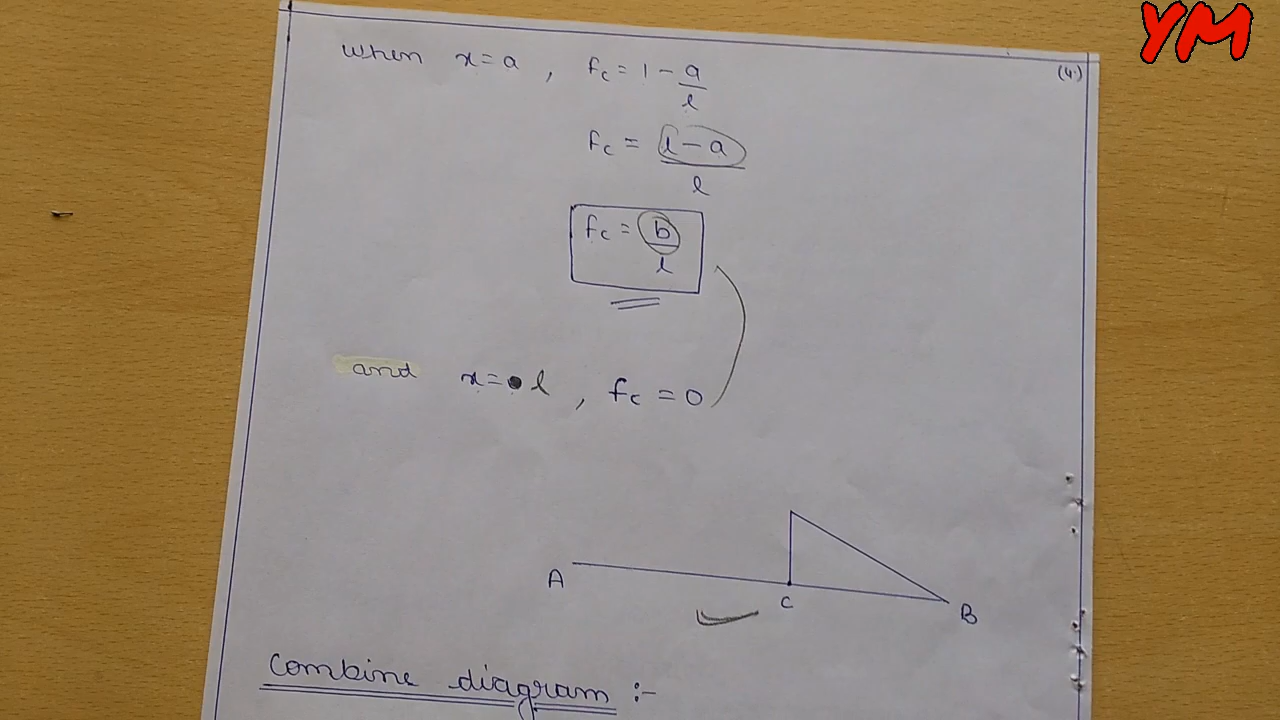 YM
(4.)
when x = a , Fc = 1 - a/l
Fc = l - a/l
Fc = b/l
and x = l , Fc = 0
A
C
B
Combine diagram :-